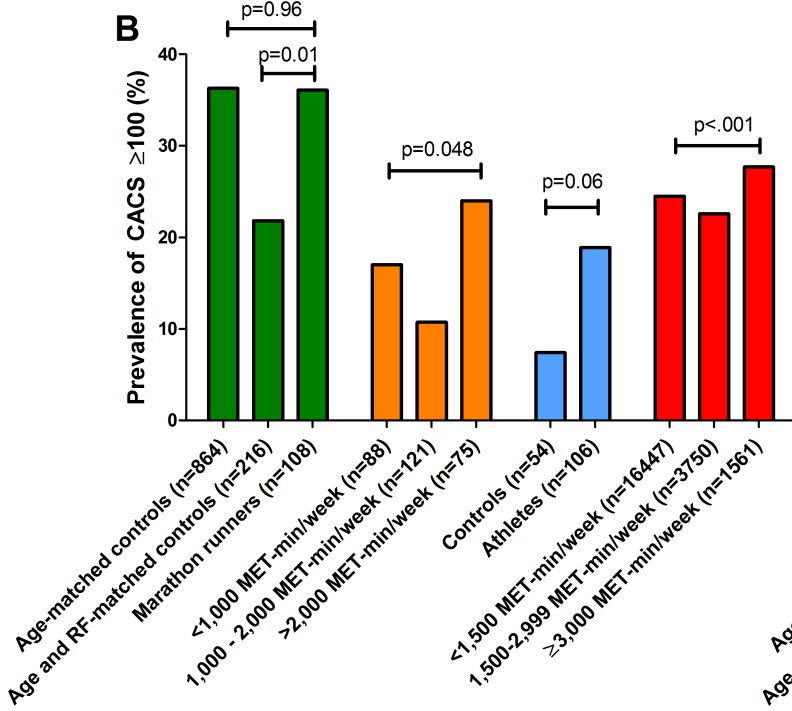 B
p=0.96
p=0.01
p=0.048
p=0.06
p<.001
Prevalence of CACS ≥100 (%)
40
30
20
10
0
Age-matched controls (n=864)
Age and RF-matched controls (n=216)
Marathon runners (n=108)
<1,000 MET-min/week (n=88)
1,000 - 2,000 MET-min/week (n=121)
>2,000 MET-min/week (n=75)
Controls (n=54)
Athletes (n=106)
<1,500 MET-min/week (n=16447)
1,500-2,999 MET-min/week (n=3750)
≥3,000 MET-min/week (n=1561)
Age
Age